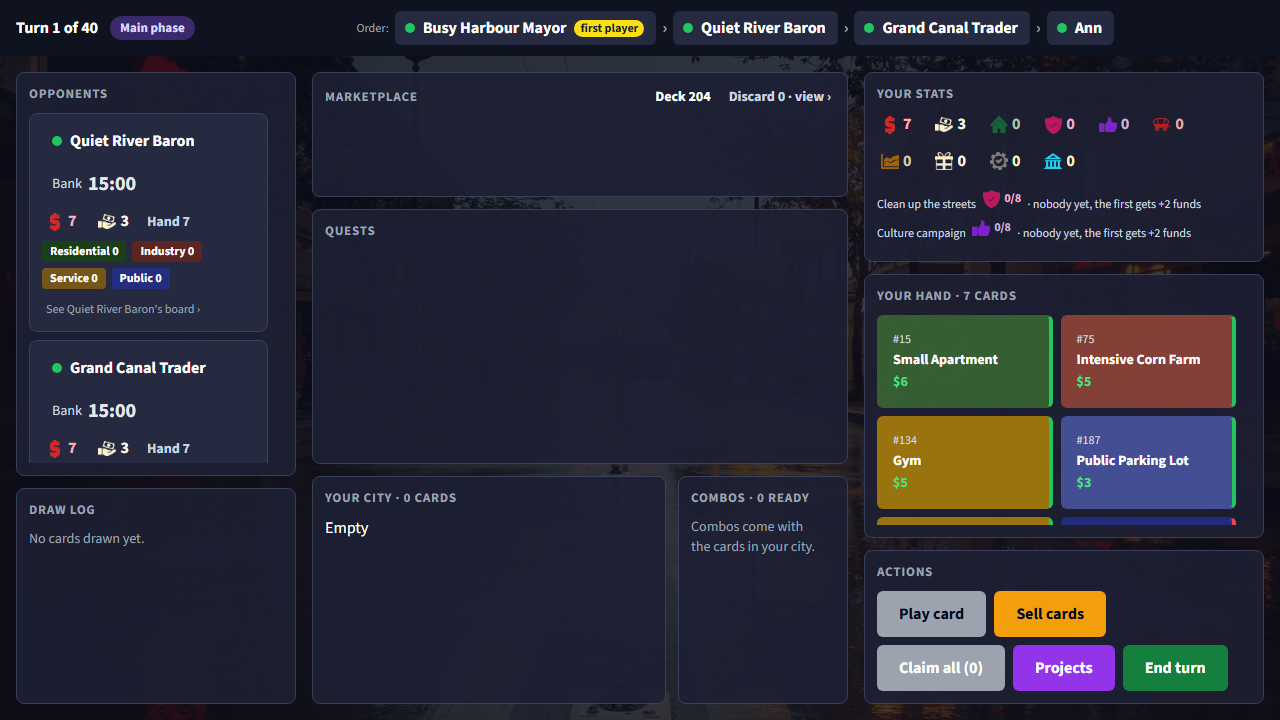 Turn 1 of 40
Main phase
Order:
Busy Harbour Mayor
first player
›
Quiet River Baron
›
Grand Canal Trader
›
Ann
OPPONENTS
Quiet River Baron
Bank 15:00
7 3 Hand 7
Residential 0 Industry 0
Service 0 Public 0
See Quiet River Baron's board ›
Grand Canal Trader
Bank 15:00
7 3 Hand 7
DRAW LOG
No cards drawn yet.
MARKETPLACE
Deck 204 Discard 0 · view ›
QUESTS
YOUR CITY · 0 CARDS
Empty
COMBOS · 0 READY
Combos come with
the cards in your city.
YOUR STATS
7 3 0 0 0 0
0 0 0 0
Clean up the streets 0/8 · nobody yet, the first gets +2 funds
Culture campaign 0/8 · nobody yet, the first gets +2 funds
YOUR HAND · 7 CARDS
#15
Small Apartment
$6
#75
Intensive Corn Farm
$5
#134
Gym
$5
#187
Public Parking Lot
$3
ACTIONS
Play card
Sell cards
Claim all (0)
Projects
End turn